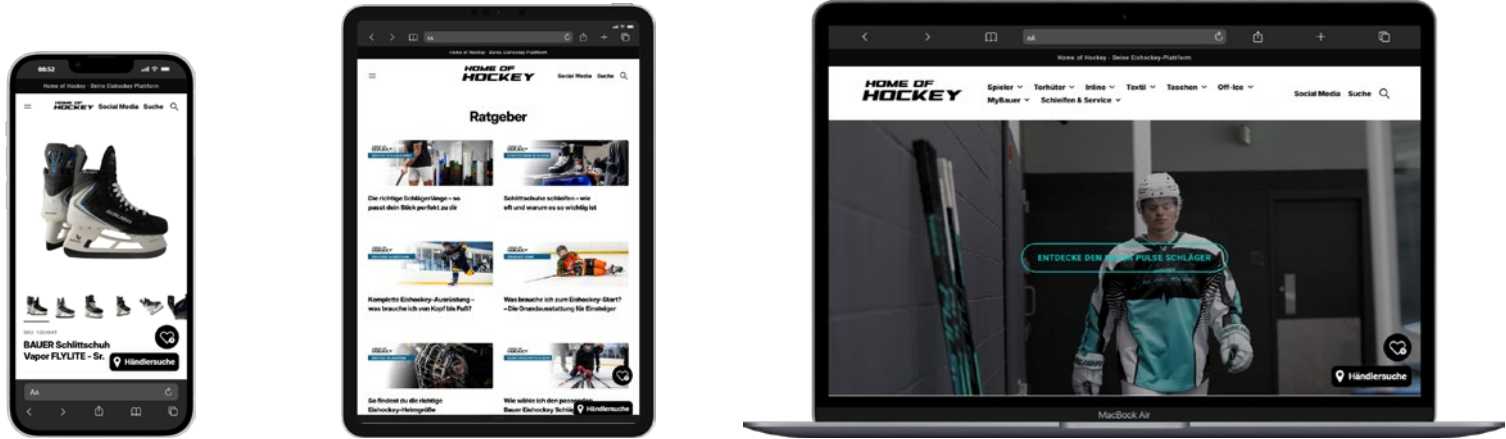 08:52
Home of Hockey - Deine Eishockey-Plattform
HOME OF
HOCKEY
Social Media Suche
SKU: 1064849
BAUER Schlittschuh
Vapor FLYLITE - Sr.
Händlersuche
AA
AA
Home of Hockey - Deine Eishockey-Plattform
HOME OF
HOCKEY
Social Media Suche
Ratgeber
Die richtige Schlägerlänge – so
passt dein Stick perfekt zu dir
Schlittschuhe schleifen – wie
oft und warum es so wichtig ist
Komplette Eishockey-Ausrüstung –
was brauche ich von Kopf bis Fuß?
Was brauche ich zum Eishockey-Start?
– Die Grundausstattung für Einsteiger
So findest du die richtige
Eishockey-Helmgröße
Wie wähle ich den passenden
Bauer Eishockey
Händlersuche
AA
Home of Hockey - Deine Eishockey-Plattform
HOME OF
HOCKEY
Spieler Torhüter Inline Textil Taschen Off-Ice
MyBauer Schleifen & Service
Social Media Suche
ENTDECKE DEN PULSE SCHLÄGER
Händlersuche
MacBook Air